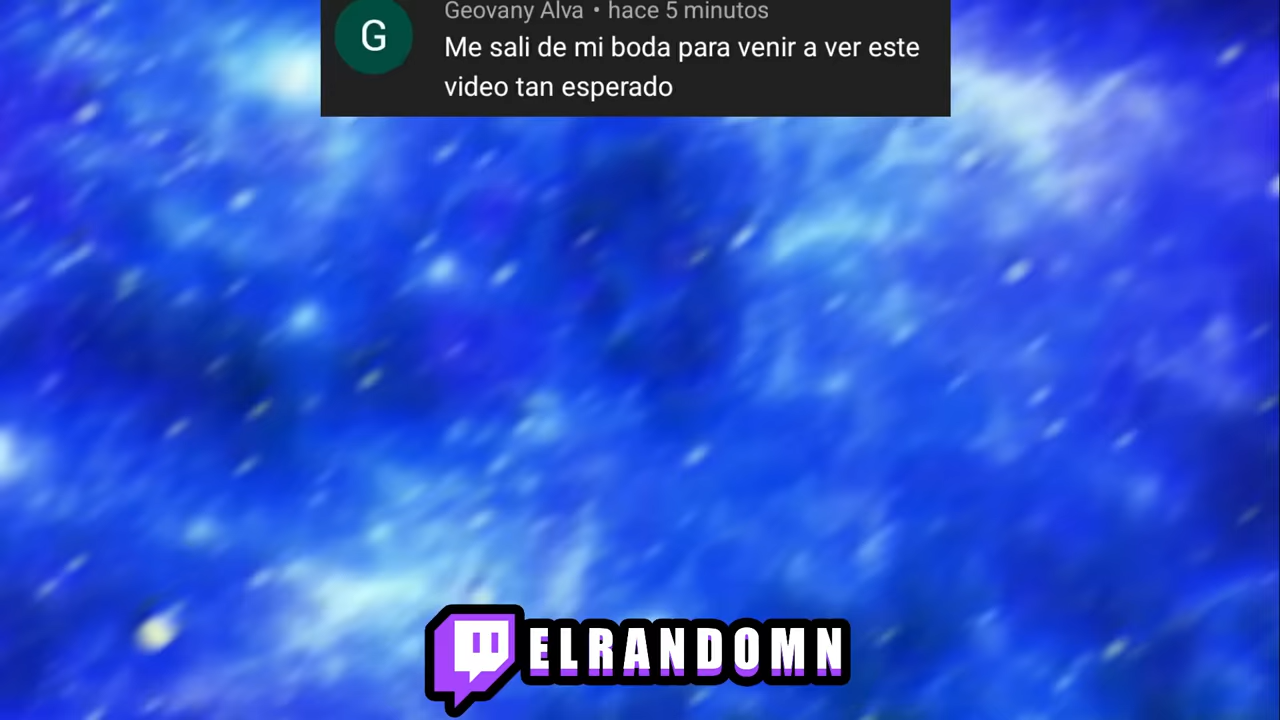 G
Geovany Alva • hace 5 minutos
Me sali de mi boda para venir a ver este
video tan esperado
ELRANDOMN